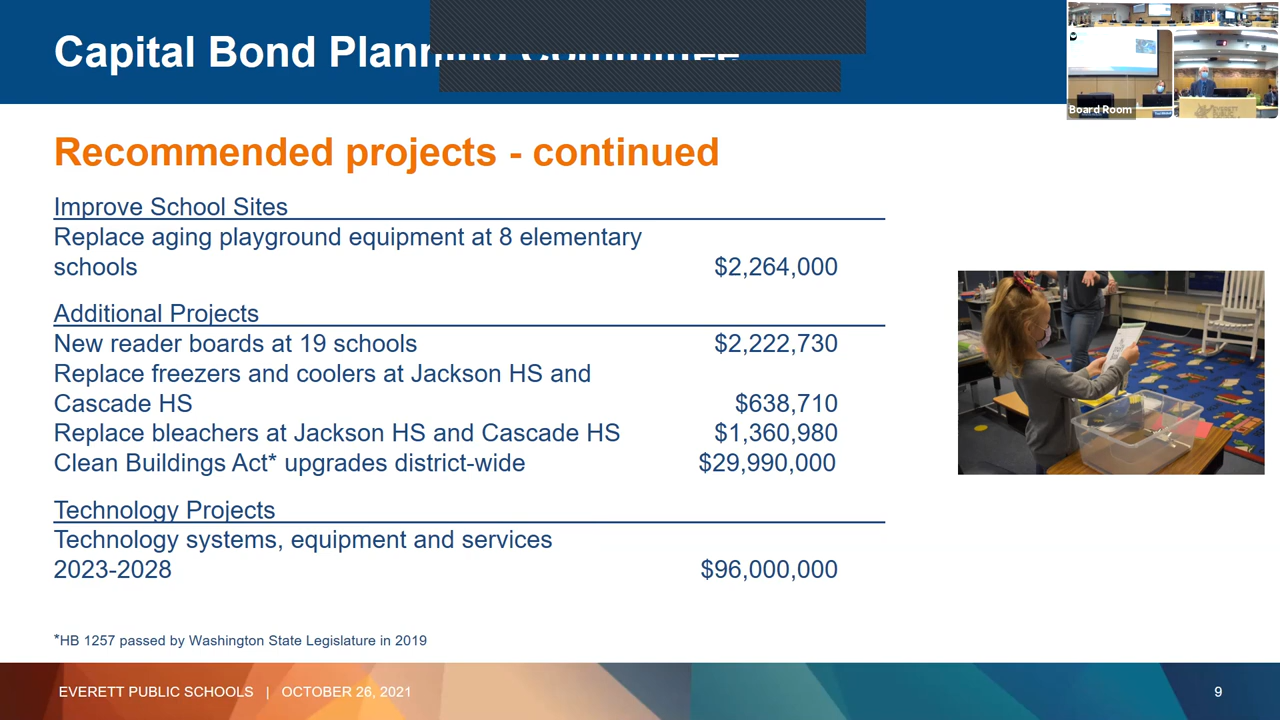 Capital Bond Planning Committee
Recommended projects - continued
Improve School Sites
Replace aging playground equipment at 8 elementary
schools $2,264,000
Additional Projects
New reader boards at 19 schools $2,222,730
Replace freezers and coolers at Jackson HS and
Cascade HS $638,710
Replace bleachers at Jackson HS and Cascade HS $1,360,980
Clean Buildings Act* upgrades district-wide $29,990,000
Technology Projects
Technology systems, equipment and services
2023-2028 $96,000,000
*HB 1257 passed by Washington State Legislature in 2019
EVERETT PUBLIC SCHOOLS | OCTOBER 26, 2021
9
Board Room